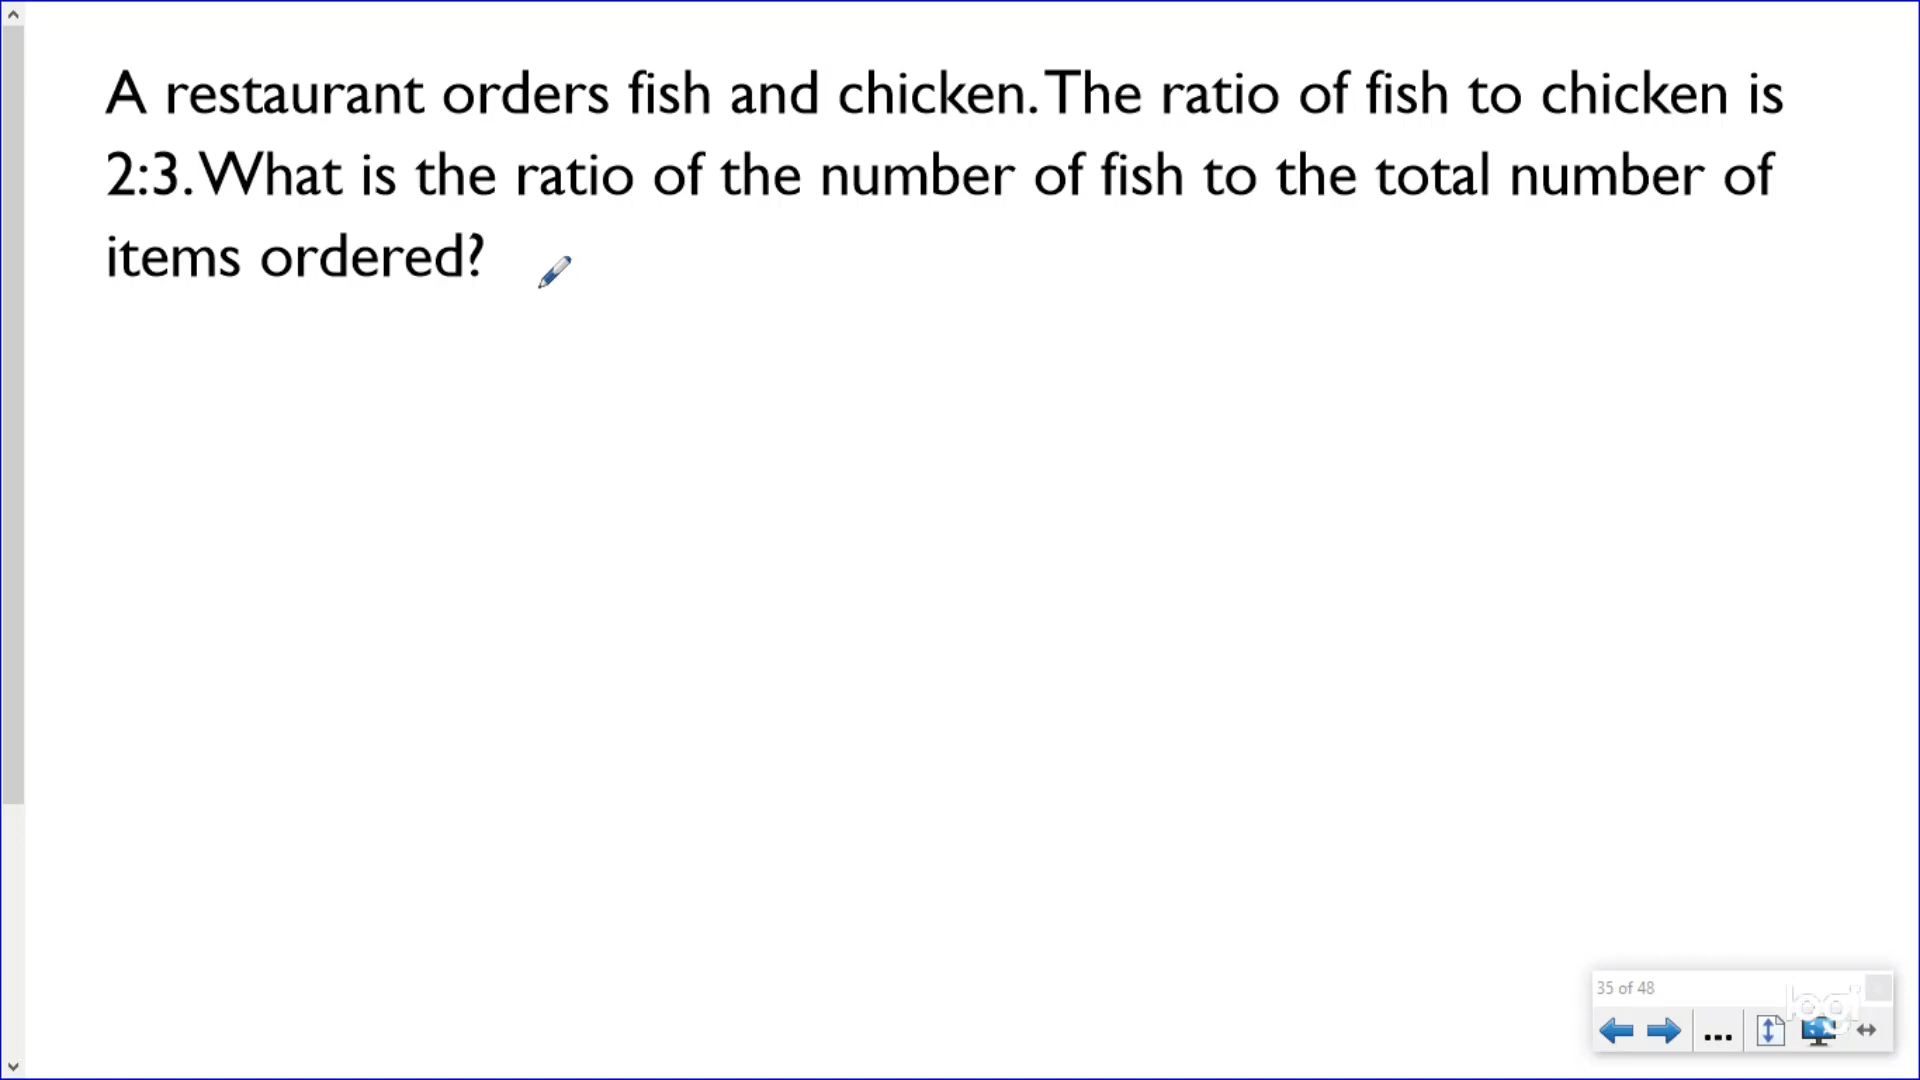 A restaurant orders fish and chicken. The ratio of fish to chicken is
2:3. What is the ratio of the number of fish to the total number of
items ordered?
35 of 48
logi
...